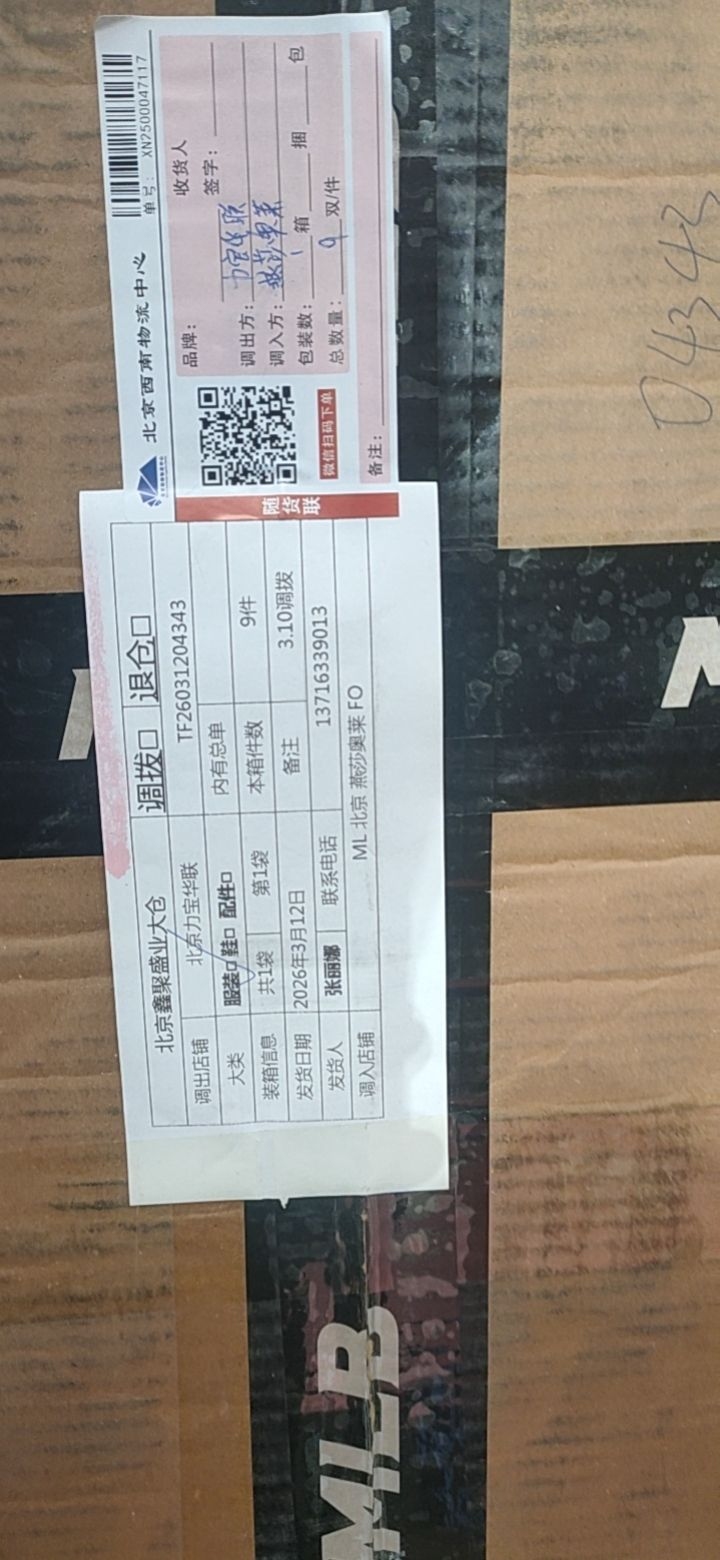 北京西南物流中心
单号: XN2500047117
品牌:
收货人
签字:
调出方: 力宝华联
调入方: 燕莎奥莱
包装数: 1 箱 捆 包
总数量: 9 双/件
微信扫码下单
备注:
随货联
北京鑫聚盛业大仓 调拨□ 退仓□
调出店铺 北京力宝华联 TF26031204343
大类 服装□ 鞋□ 配件□ 内有总单
装箱信息 共1袋 第1袋 本箱件数 9件
发货日期 2026年3月12日 备注 3.10调拨
发货人 张丽娜 联系电话 13716339013
调入店铺 ML 北京 燕莎奥莱 FO
04343
MLB